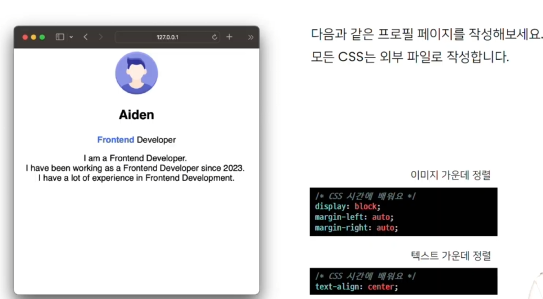 127.0.0.1
Aiden
Frontend Developer
I am a Frontend Developer.
I have been working as a Frontend Developer since 2023.
I have a lot of experience in Frontend Development.
다음과 같은 프로필 페이지를 작성해보세요.
모든 CSS는 외부 파일로 작성합니다.
이미지 가운데 정렬
/* CSS 시간에 배워요 */
display: block;
margin-left: auto;
margin-right: auto;
텍스트 가운데 정렬
/* CSS 시간에 배워요 */
text-align: center;